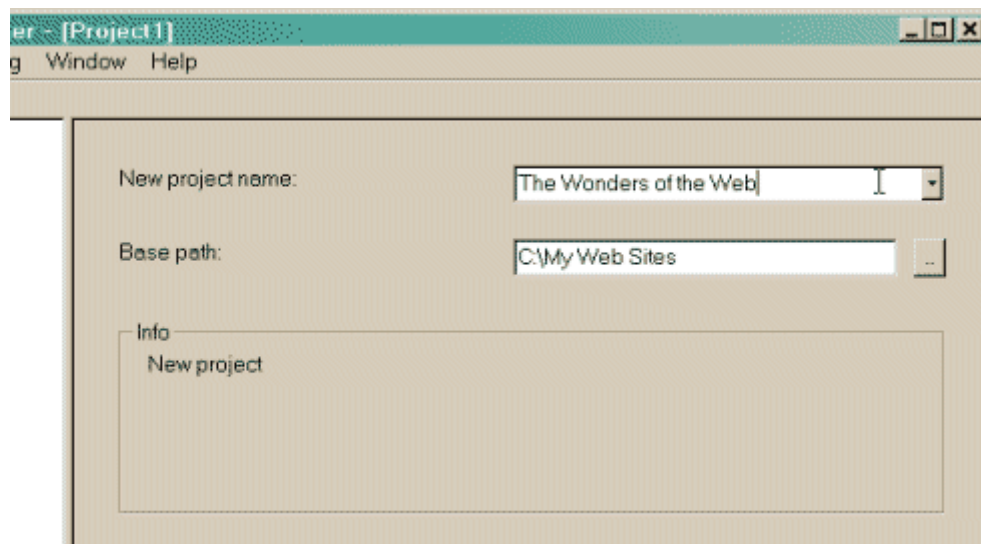 er - [Project1]
g Window Help
New project name: The Wonders of the Web
Base path: C:\My Web Sites ..
Info
New project